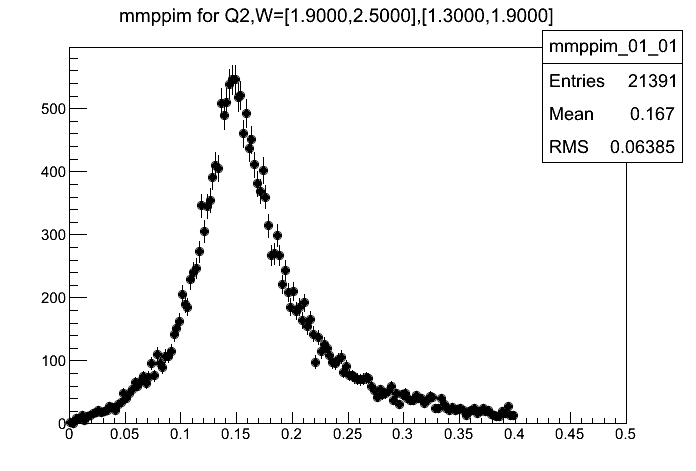 mmppim for Q2,W=[1.9000,2.5000],[1.3000,1.9000]
mmppim_01_01
Entries 21391
Mean 0.167
RMS 0.06385
500
400
300
200
100
0
0 0.05 0.1 0.15 0.2 0.25 0.3 0.35 0.4 0.45 0.5